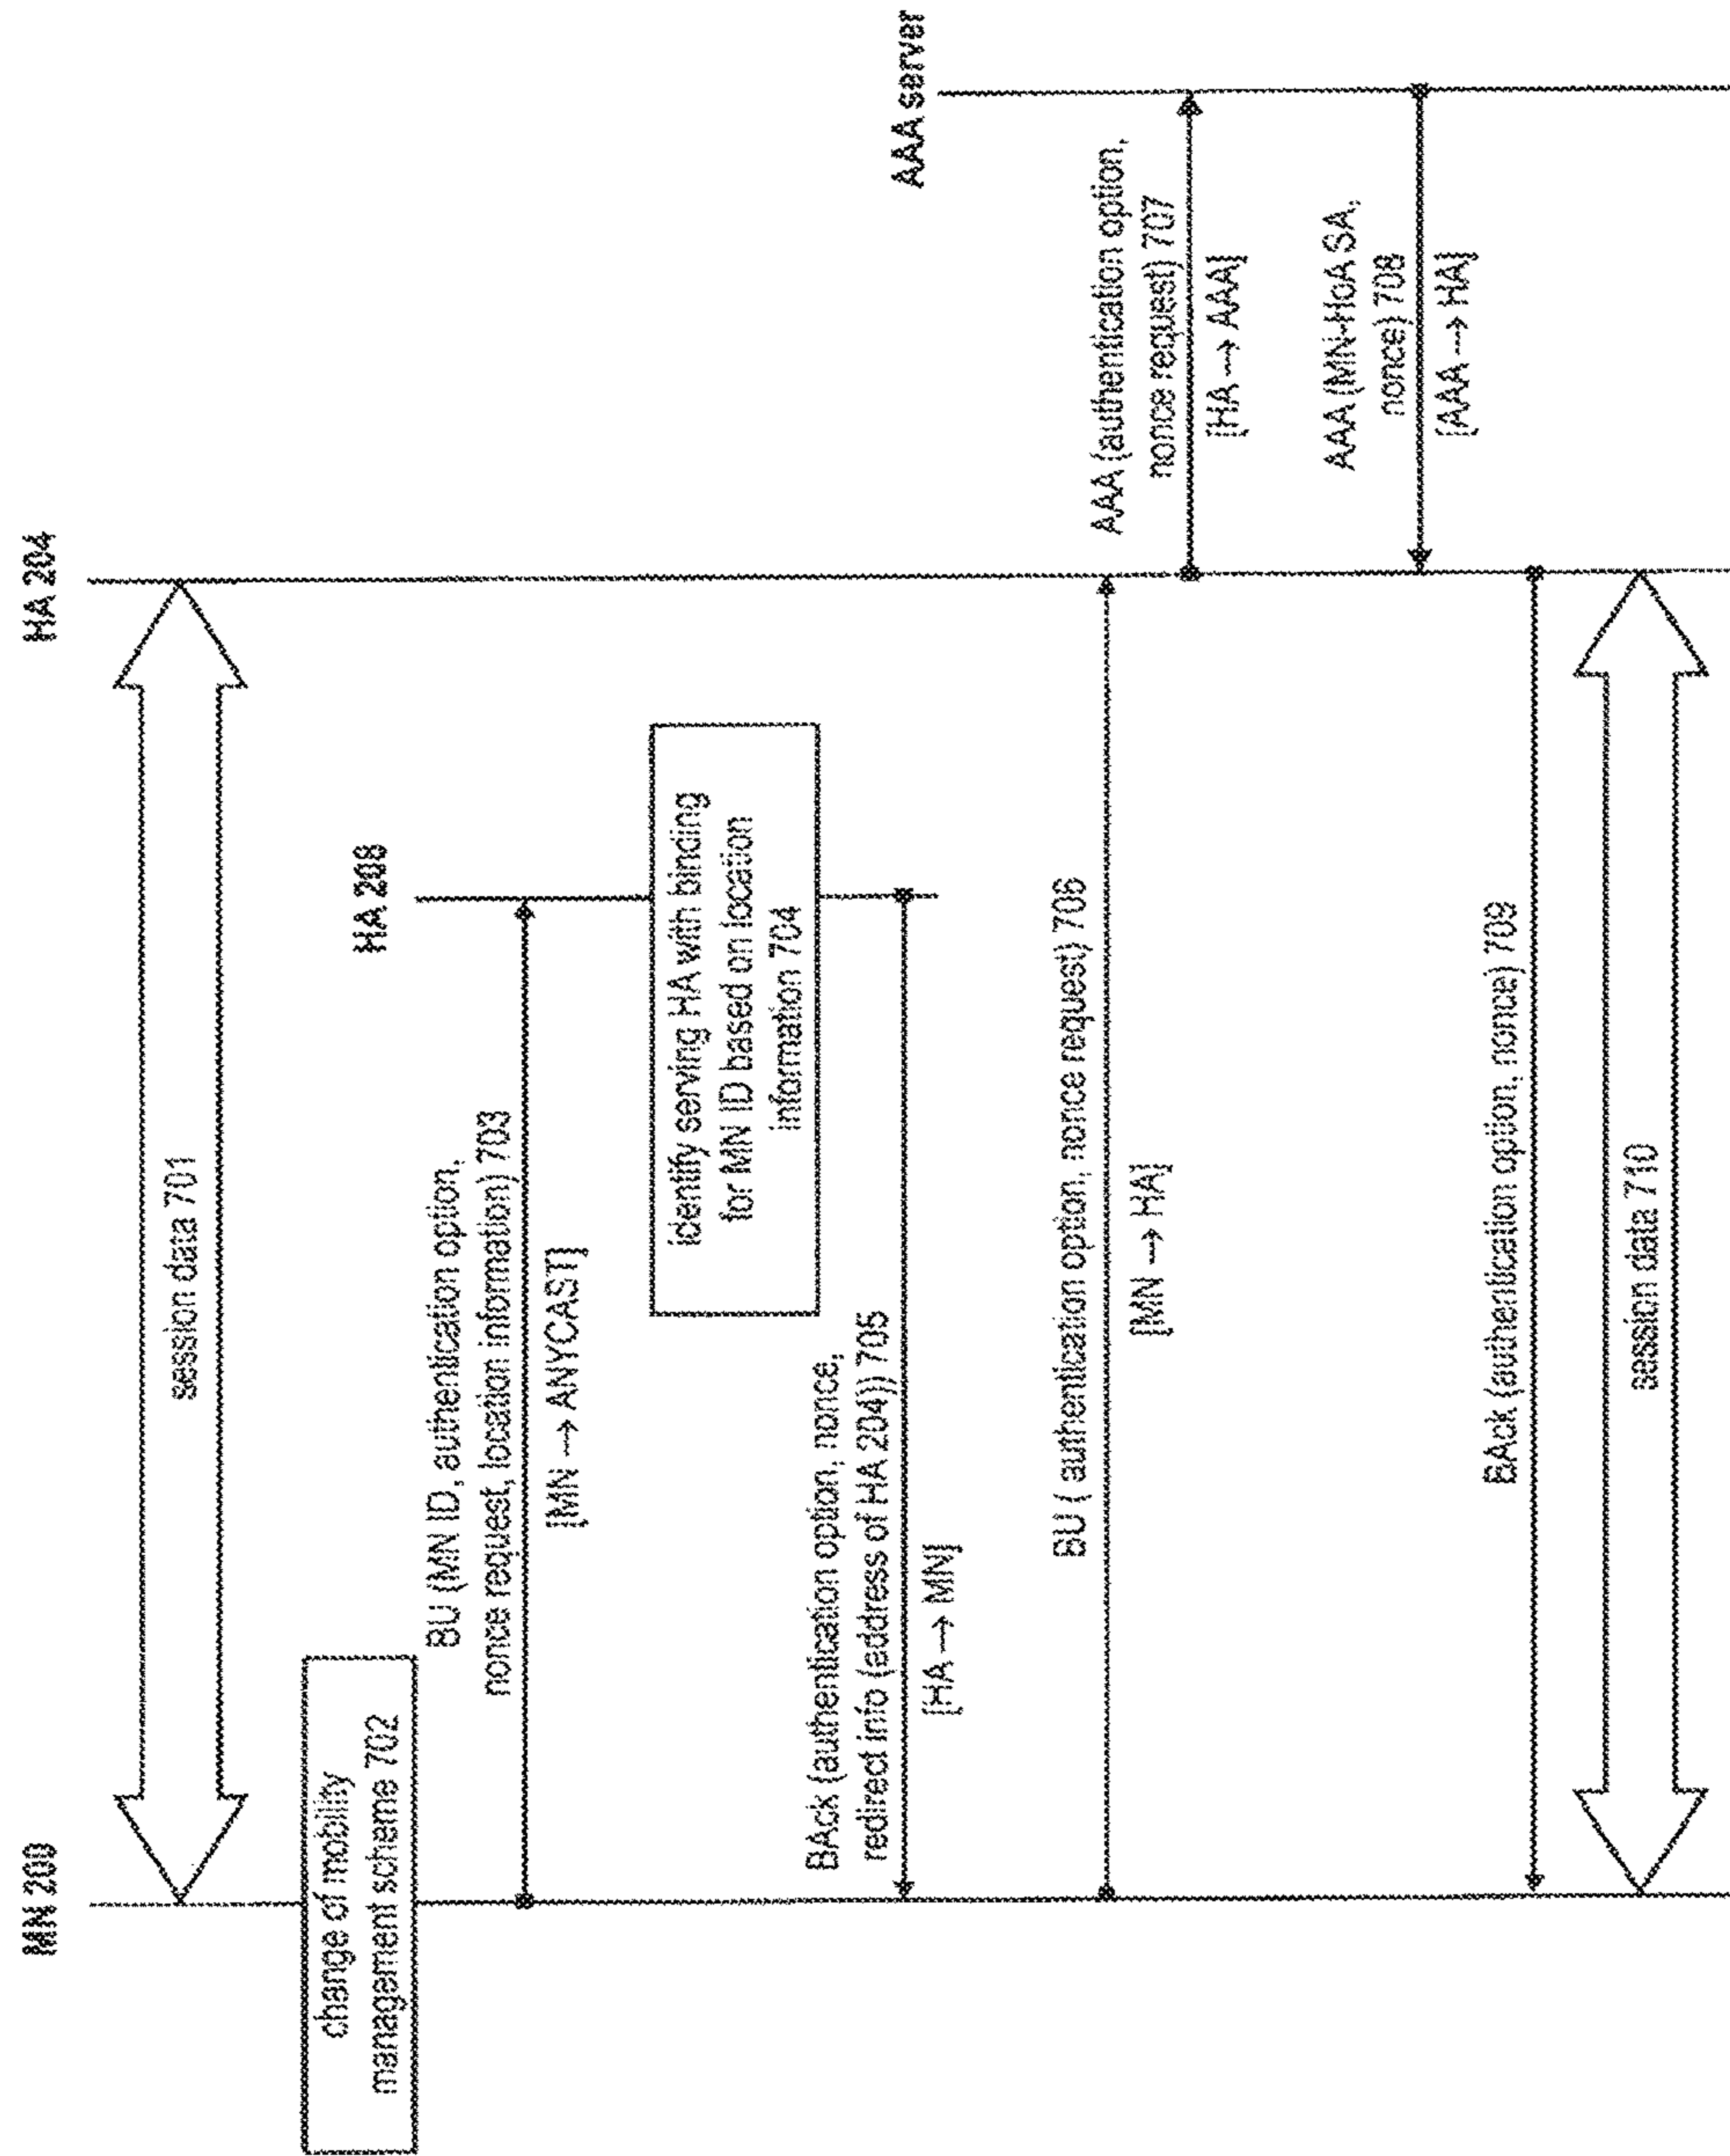 MN 200
HA 204
session data 701
change of mobility
management scheme 702
HA 208
BU (MN ID, authentication option,
nonce request, location information) 703
[MN → ANYCAST]
identify serving HA with binding
for MN ID based on location
information 704
BAck (authentication option, nonce,
redirect info (address of HA 204)) 705
[HA → MN]
AAA server
BU ( authentication option, nonce request) 706
[MN → HA]
AAA (authentication option,
nonce request) 707
[HA → AAA]
AAA (MN-HoA SA,
nonce) 708
[AAA → HA]
BAck (authentication option, nonce) 709
session data 710